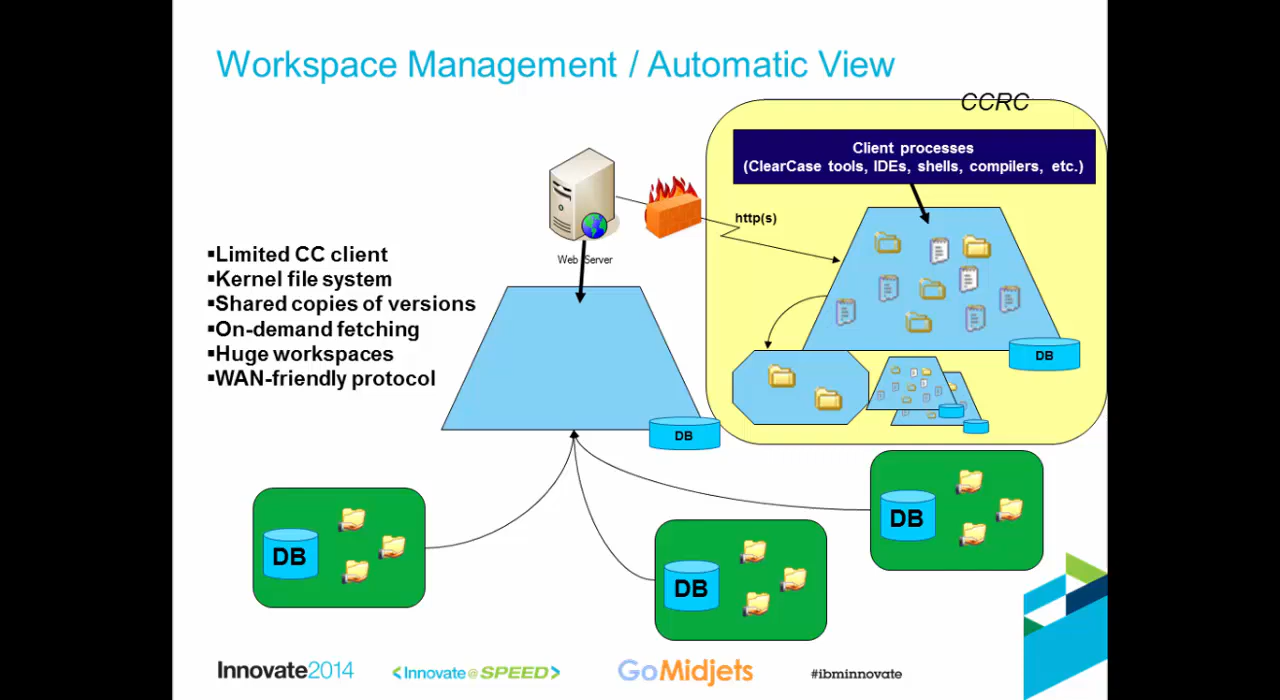 Workspace Management / Automatic View
CCRC
Client processes
(ClearCase tools, IDEs, shells, compilers, etc.)
http(s)
Web Server
▪Limited CC client
▪Kernel file system
▪Shared copies of versions
▪On-demand fetching
▪Huge workspaces
▪WAN-friendly protocol
DB
DB
DB
DB
DB
Innovate2014
<Innovate@SPEED>
GoMidjets
#ibminnovate